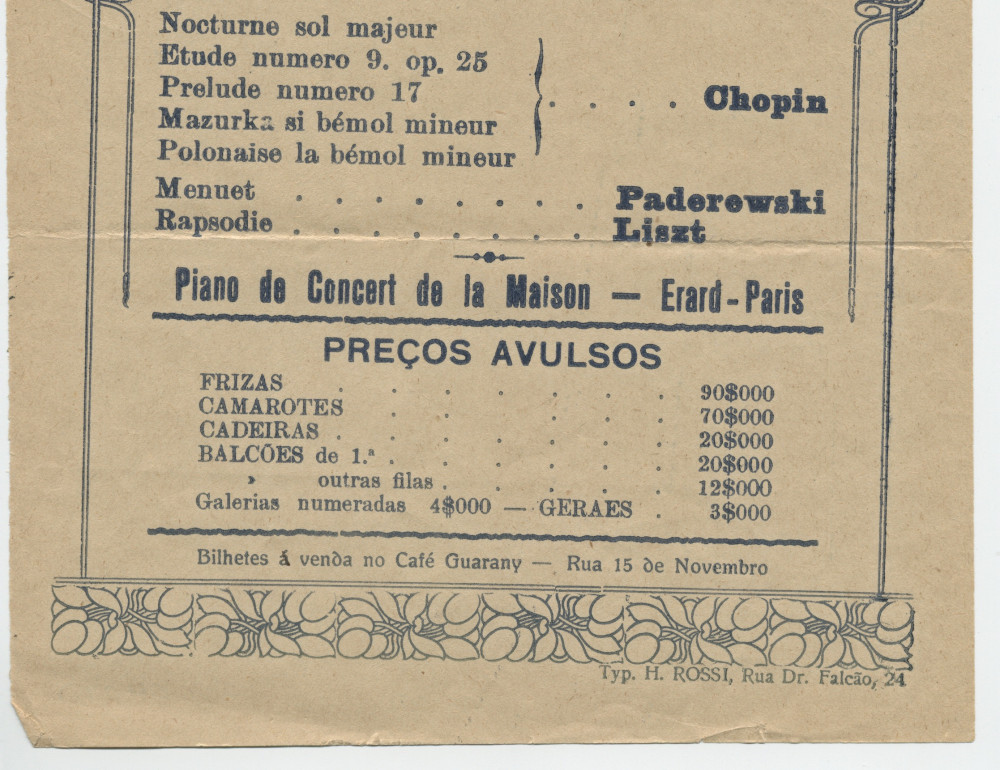 Nocturne sol majeur
Etude numero 9. op. 25
Prelude numero 17
Mazurka si bémol mineur
Polonaise la bémol mineur
. . . . . Chopin
Menuet . . . . . . . . Paderewski
Rapsodie . . . . . . . . Liszt
Piano de Concert de la Maison — Erard-Paris
PREÇOS AVULSOS
FRIZAS . . . . . . 90$000
CAMAROTES . . . . . 70$000
CADEIRAS . . . . . . 20$000
BALCÕES de 1.ª . . . . . 20$000
» outras filas . . . . . 12$000
Galerias numeradas 4$000 — GERAES . 3$000
Bilhetes á venda no Café Guarany — Rua 15 de Novembro
Typ. H. ROSSI, Rua Dr. Falcão, 24